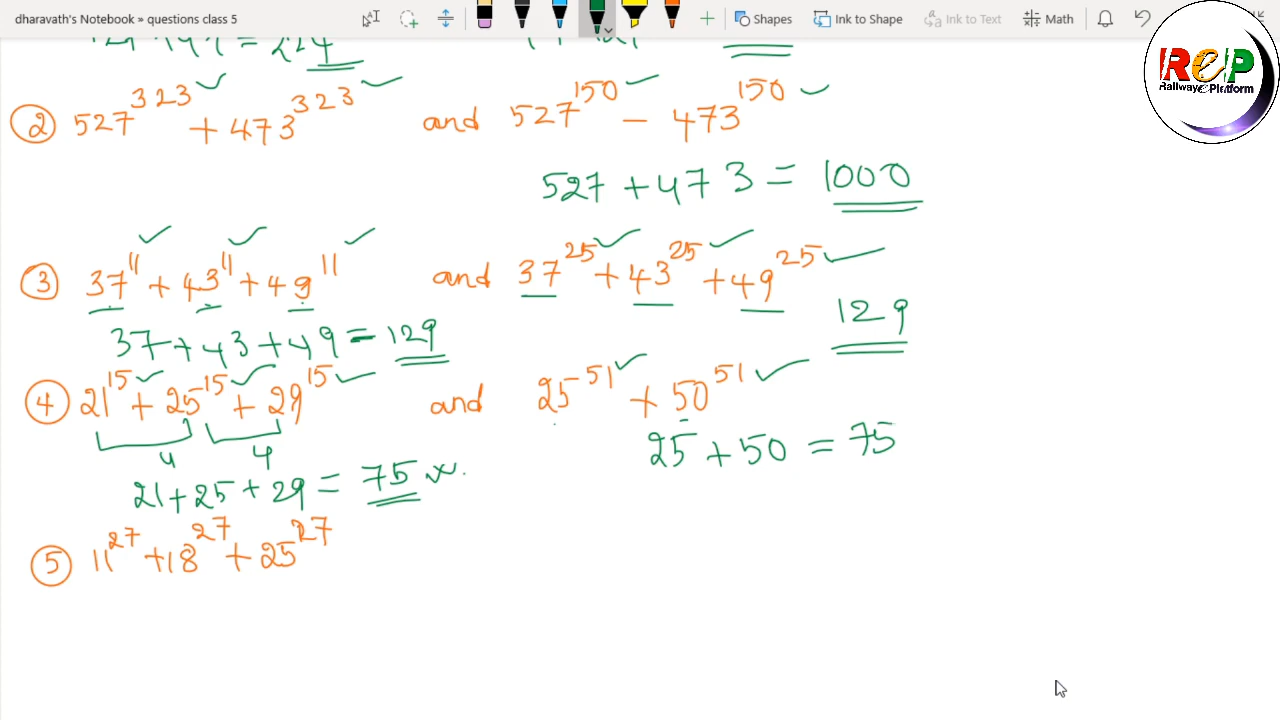 dharavath's Notebook » questions class 5
Shapes Ink to Shape Ink to Text Math
ReP
Railways Platform
② 527^323 + 473^323 and 527^150 - 473^150
527 + 473 = 1000
③ 37^11 + 43^11 + 49^11 and 37^25 + 43^25 + 49^25
37 + 43 + 49 = 129 129
④ 21^15 + 25^15 + 29^15 and 25^51 + 50^51
4 4 25 + 50 = 75
21 + 25 + 29 = 75
⑤ 11^27 + 18^27 + 25^27